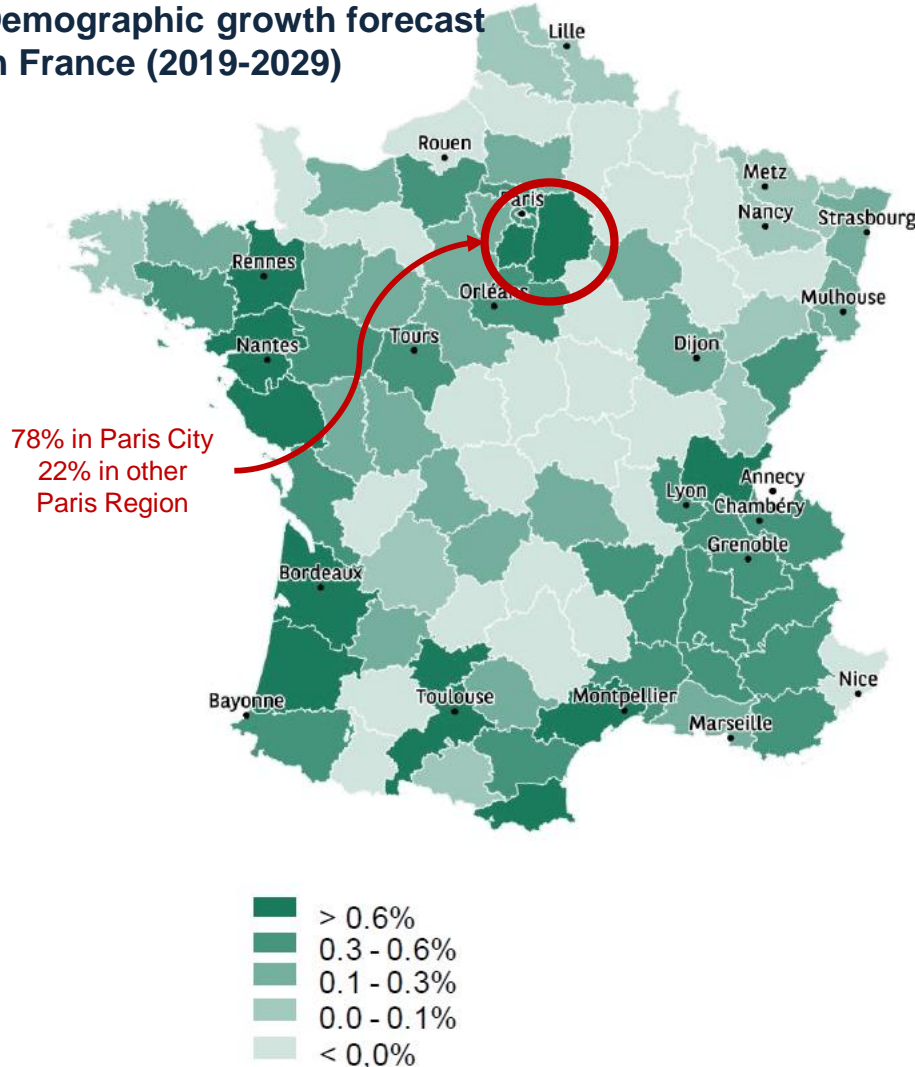 Demographic growth forecast
n France (2019-2029)
Lille
Rouen
Metz
Paris
Nancy
Strasbourg
Rennes
Orléans
Mulhouse
Nantes
Tours
Dijon
78% in Paris City
22% in other
Paris Region
Annecy
Lyon
Chambéry
Grenoble
Bordeaux
Nice
Bayonne
Toulouse
Montpellier
Marseille
> 0.6%
0.3 - 0.6%
0.1 - 0.3%
0.0 - 0.1%
< 0,0%